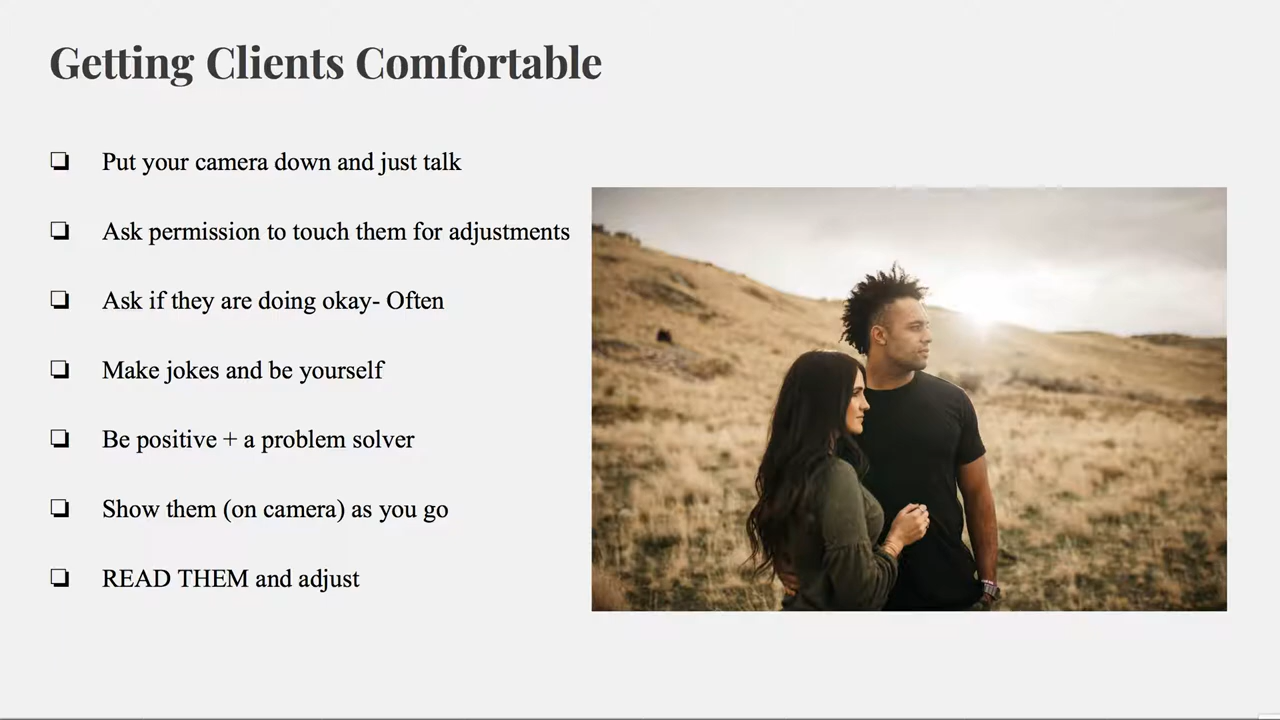 Getting Clients Comfortable
Put your camera down and just talk
Ask permission to touch them for adjustments
Ask if they are doing okay- Often
Make jokes and be yourself
Be positive + a problem solver
Show them (on camera) as you go
READ THEM and adjust